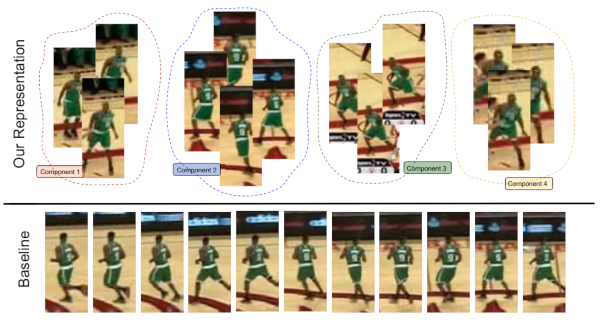 Our Representation
Component 1
Component 2
Component 3
Component 4
Baseline